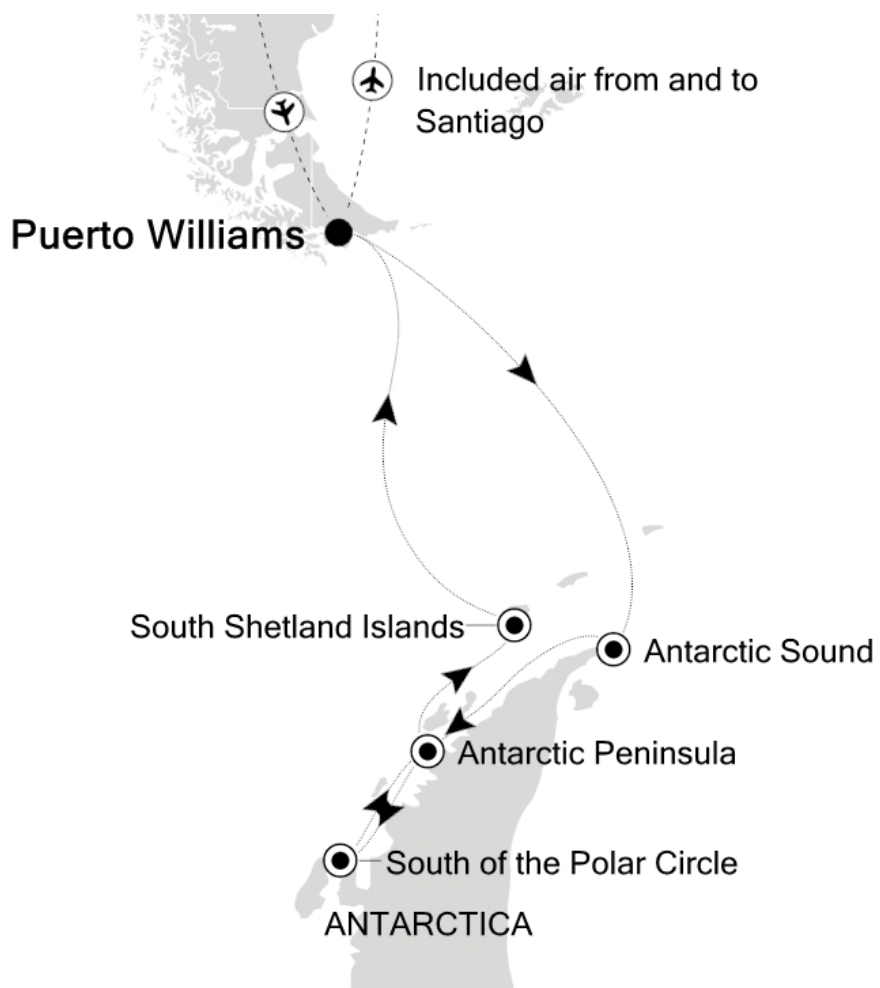 Included air from and to
Santiago
Puerto Williams
South Shetland Islands
Antarctic Sound
Antarctic Peninsula
South of the Polar Circle
ANTARCTICA